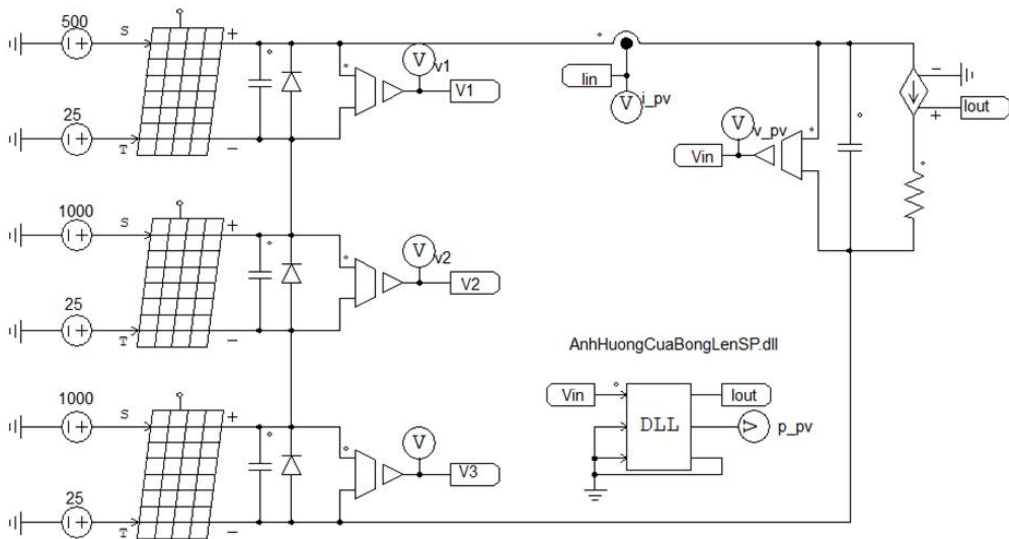 500
S
+
V
v1
V1
Iin
V
i_pv
V
v_pv
Vin
−
+
Iout
25
T
−
1000
S
+
V
v2
V2
25
T
−
AnhHuongCuaBongLenSP.dll
Vin
DLL
Iout
V
p_pv
1000
S
+
V
V3
25
T
−